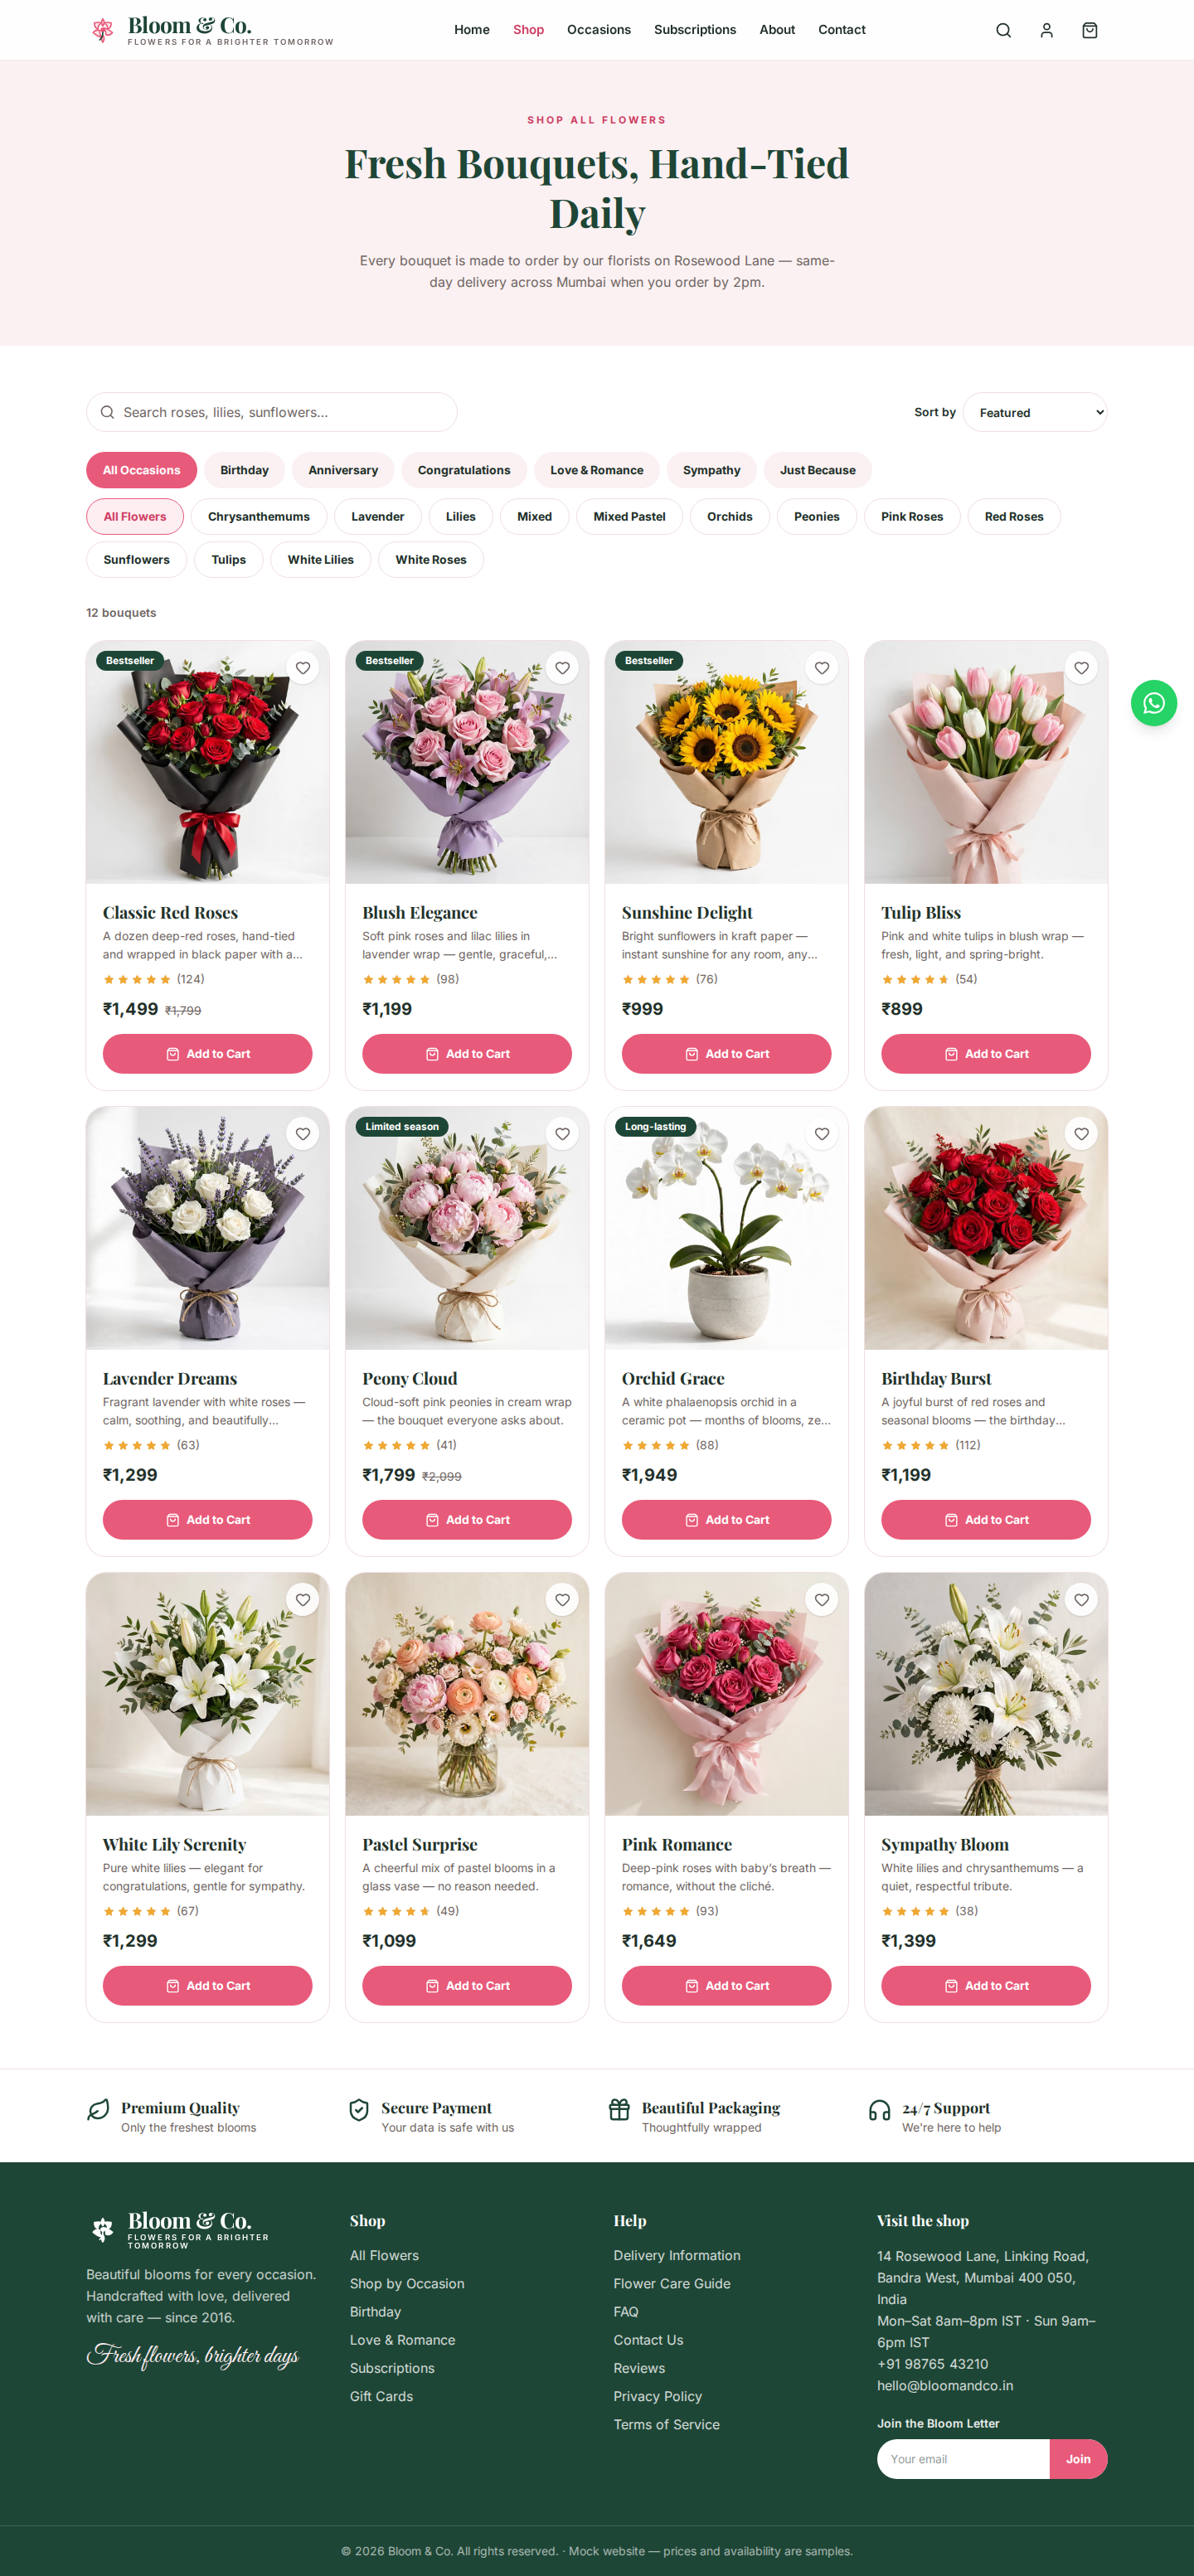 Bloom & Co.
FLOWERS FOR A BRIGHTER TOMORROW
Home
Shop
Occasions
Subscriptions
About
Contact
SHOP ALL FLOWERS
Fresh Bouquets, Hand-Tied
Daily
Every bouquet is made to order by our florists on Rosewood Lane — same-
day delivery across Mumbai when you order by 2pm.
Search roses, lilies, sunflowers...
Sort by
Featured
All Occasions
Birthday
Anniversary
Congratulations
Love & Romance
Sympathy
Just Because
All Flowers
Chrysanthemums
Lavender
Lilies
Mixed
Mixed Pastel
Orchids
Peonies
Pink Roses
Red Roses
Sunflowers
Tulips
White Lilies
White Roses
12 bouquets
Bestseller
Classic Red Roses
A dozen deep-red roses, hand-tied
and wrapped in black paper with a...
(124)
₹1,499 ₹1,799
Add to Cart
Bestseller
Blush Elegance
Soft pink roses and lilac lilies in
lavender wrap — gentle, graceful,...
(98)
₹1,199
Add to Cart
Bestseller
Sunshine Delight
Bright sunflowers in kraft paper —
instant sunshine for any room, any...
(76)
₹999
Add to Cart
Tulip Bliss
Pink and white tulips in blush wrap —
fresh, light, and spring-bright.
(54)
₹899
Add to Cart
Lavender Dreams
Fragrant lavender with white roses —
calm, soothing, and beautifully...
(63)
₹1,299
Add to Cart
Limited season
Peony Cloud
Cloud-soft pink peonies in cream wrap
— the bouquet everyone asks about.
(41)
₹1,799 ₹2,099
Add to Cart
Long-lasting
Orchid Grace
A white phalaenopsis orchid in a
ceramic pot — months of blooms, ze...
(88)
₹1,949
Add to Cart
Birthday Burst
A joyful burst of red roses and
seasonal blooms — the birthday...
(112)
₹1,199
Add to Cart
White Lily Serenity
Pure white lilies — elegant for
congratulations, gentle for sympathy.
(67)
₹1,299
Add to Cart
Pastel Surprise
A cheerful mix of pastel blooms in a
glass vase — no reason needed.
(49)
₹1,099
Add to Cart
Pink Romance
Deep-pink roses with baby's breath —
romance, without the cliché.
(93)
₹1,649
Add to Cart
Sympathy Bloom
White lilies and chrysanthemums — a
quiet, respectful tribute.
(38)
₹1,399
Add to Cart
Premium Quality
Only the freshest blooms
Secure Payment
Your data is safe with us
Beautiful Packaging
Thoughtfully wrapped
24/7 Support
We're here to help
Bloom & Co.
FLOWERS FOR A BRIGHTER
TOMORROW
Beautiful blooms for every occasion.
Handcrafted with love, delivered
with care — since 2016.
Fresh flowers, brighter days
Shop
All Flowers
Shop by Occasion
Birthday
Love & Romance
Subscriptions
Gift Cards
Help
Delivery Information
Flower Care Guide
FAQ
Contact Us
Reviews
Privacy Policy
Terms of Service
Visit the shop
14 Rosewood Lane, Linking Road,
Bandra West, Mumbai 400 050,
India
Mon–Sat 8am–8pm IST · Sun 9am–
6pm IST
+91 98765 43210
hello@bloomandco.in
Join the Bloom Letter
Your email
Join
© 2026 Bloom & Co. All rights reserved. · Mock website — prices and availability are samples.